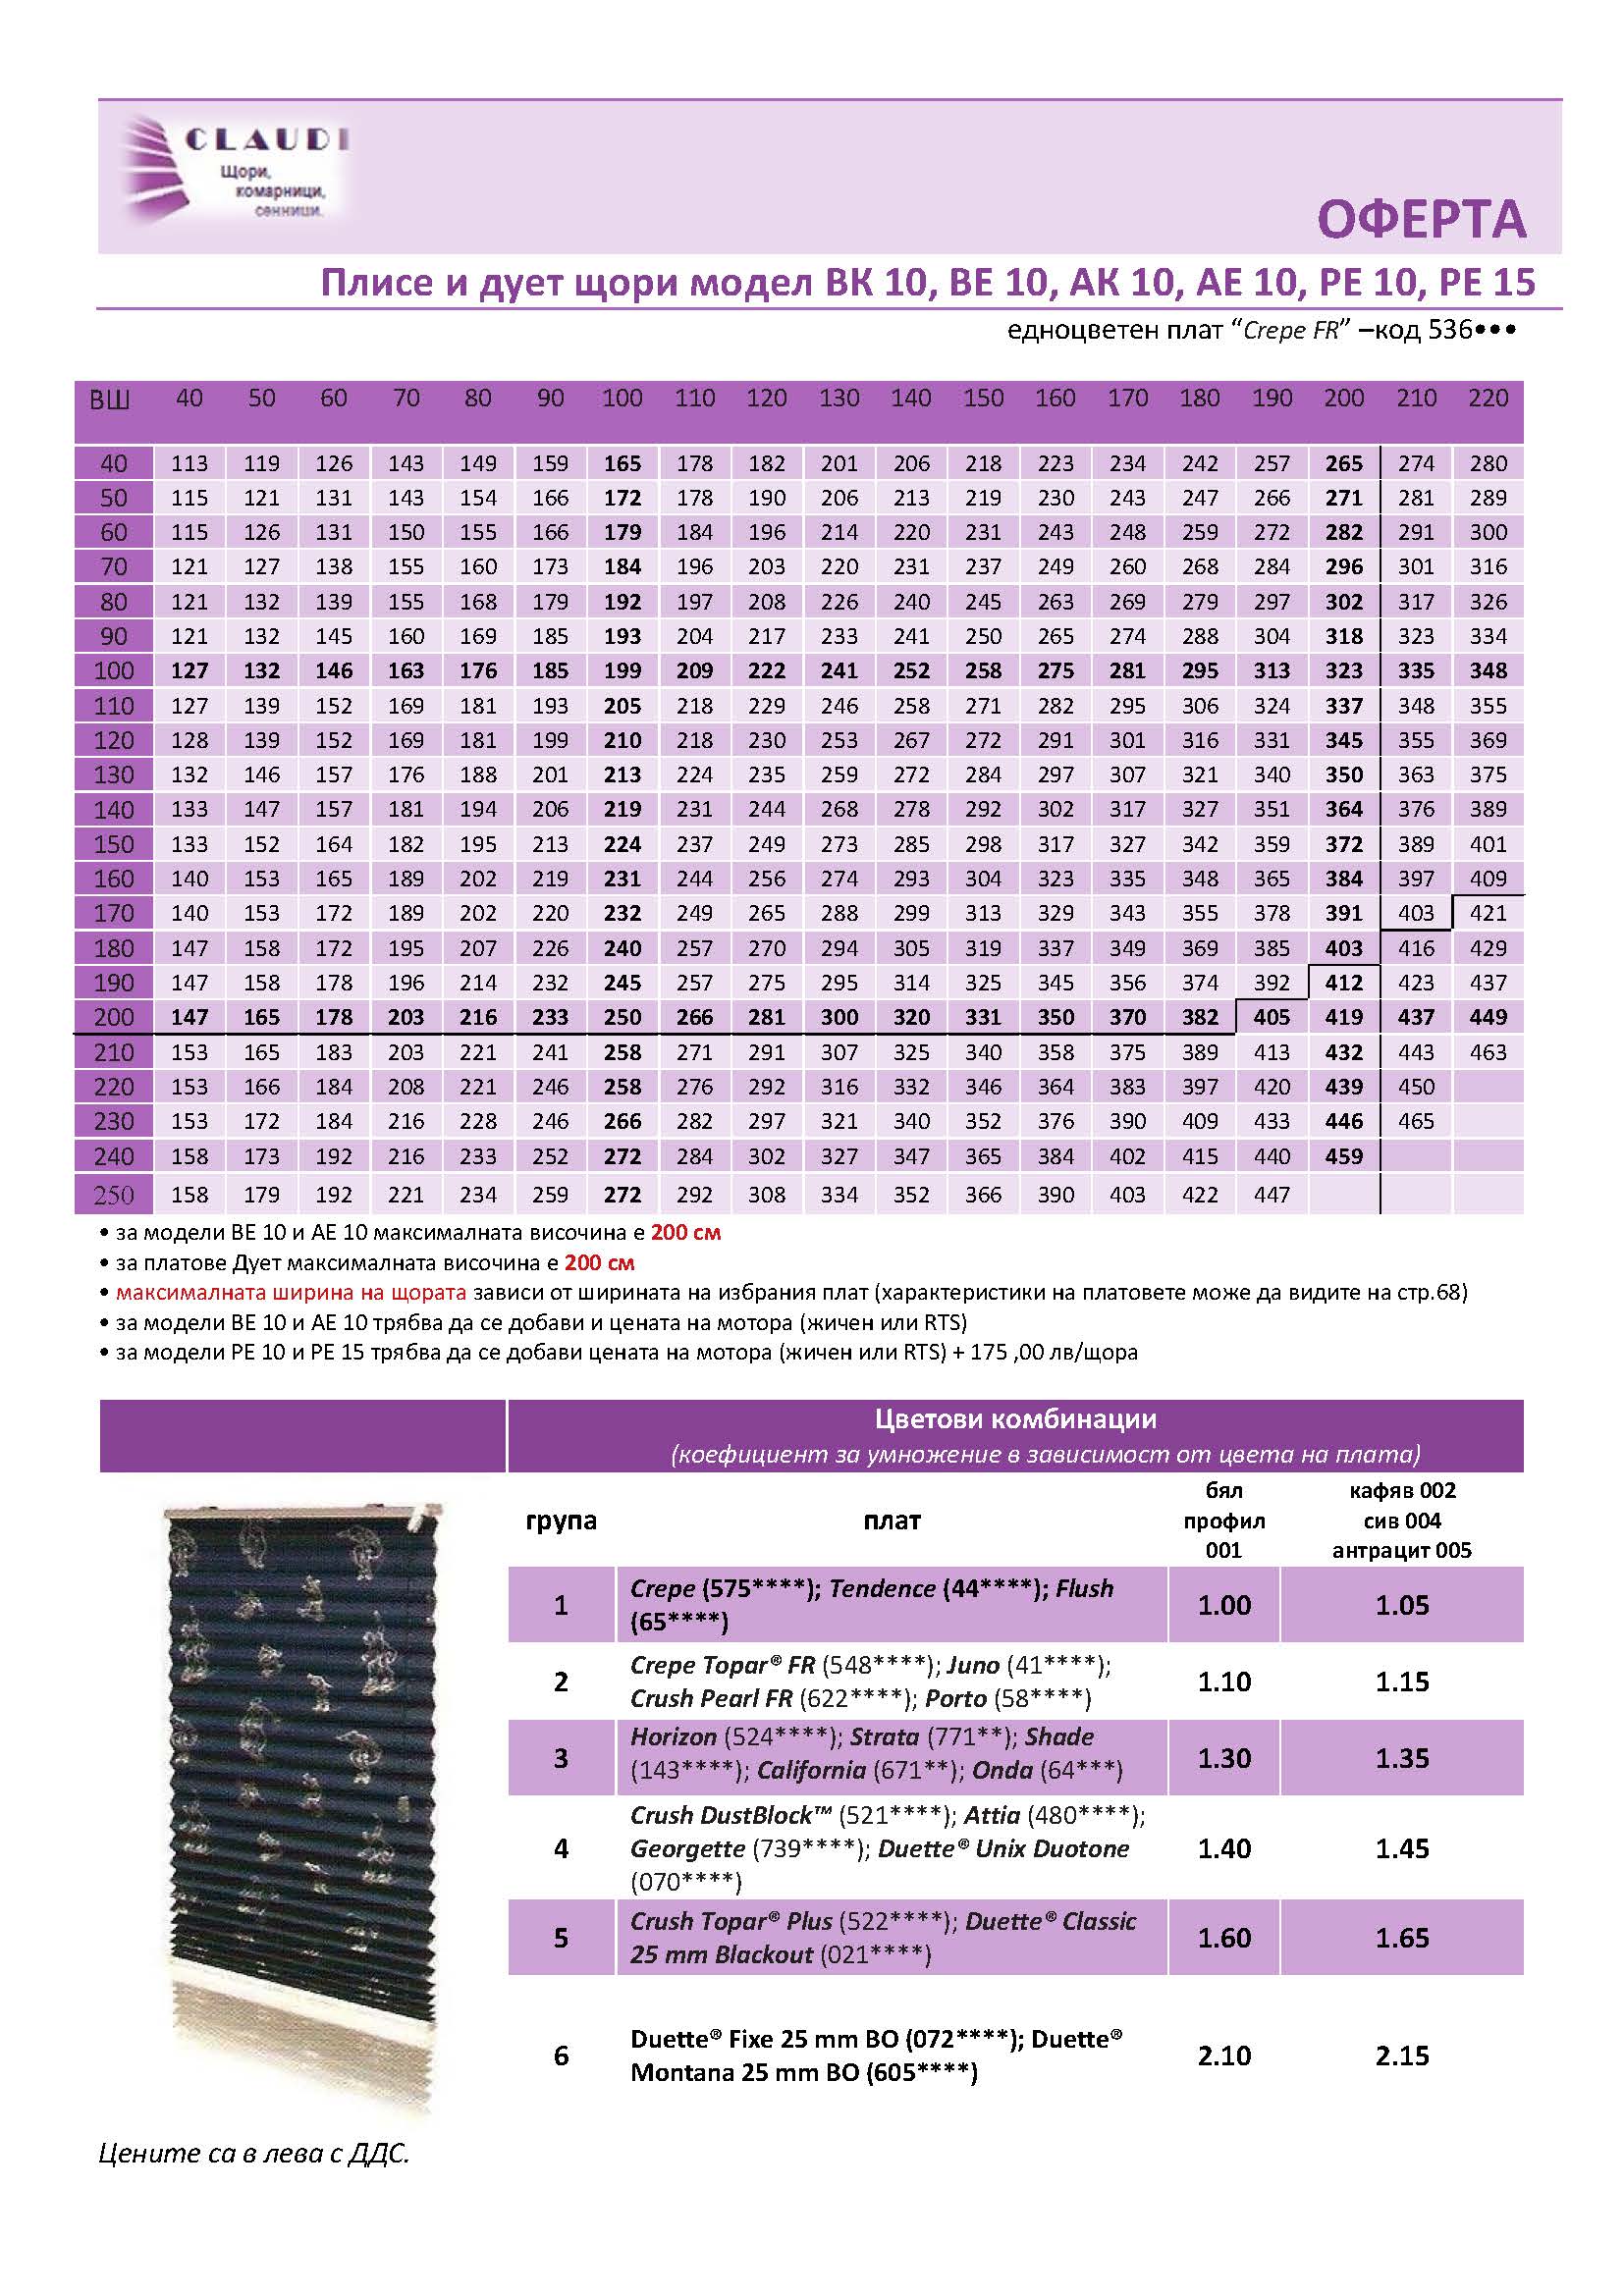 CLAUDI
Щори,
комарници,
сенници.
ОФЕРТА
Плисе и дует щори модел ВК 10, ВЕ 10, АК 10, АЕ 10, РЕ 10, РЕ 15
едноцветен плат “Crepe FR” –код 536•••
ВШ 40 50 60 70 80 90 100 110 120 130 140 150 160 170 180 190 200 210 220
40 113 119 126 143 149 159 165 178 182 201 206 218 223 234 242 257 265 274 280
50 115 121 131 143 154 166 172 178 190 206 213 219 230 243 247 266 271 281 289
60 115 126 131 150 155 166 179 184 196 214 220 231 243 248 259 272 282 291 300
70 121 127 138 155 160 173 184 196 203 220 231 237 249 260 268 284 296 301 316
80 121 132 139 155 168 179 192 197 208 226 240 245 263 269 279 297 302 317 326
90 121 132 145 160 169 185 193 204 217 233 241 250 265 274 288 304 318 323 334
100 127 132 146 163 176 185 199 209 222 241 252 258 275 281 295 313 323 335 348
110 127 139 152 169 181 193 205 218 229 246 258 271 282 295 306 324 337 348 355
120 128 139 152 169 181 199 210 218 230 253 267 272 291 301 316 331 345 355 369
130 132 146 157 176 188 201 213 224 235 259 272 284 297 307 321 340 350 363 375
140 133 147 157 181 194 206 219 231 244 268 278 292 302 317 327 351 364 376 389
150 133 152 164 182 195 213 224 237 249 273 285 298 317 327 342 359 372 389 401
160 140 153 165 189 202 219 231 244 256 274 293 304 323 335 348 365 384 397 409
170 140 153 172 189 202 220 232 249 265 288 299 313 329 343 355 378 391 403 421
180 147 158 172 195 207 226 240 257 270 294 305 319 337 349 369 385 403 416 429
190 147 158 178 196 214 232 245 257 275 295 314 325 345 356 374 392 412 423 437
200 147 165 178 203 216 233 250 266 281 300 320 331 350 370 382 405 419 437 449
210 153 165 183 203 221 241 258 271 291 307 325 340 358 375 389 413 432 443 463
220 153 166 184 208 221 246 258 276 292 316 332 346 364 383 397 420 439 450
230 153 172 184 216 228 246 266 282 297 321 340 352 376 390 409 433 446 465
240 158 173 192 216 233 252 272 284 302 327 347 365 384 402 415 440 459
250 158 179 192 221 234 259 272 292 308 334 352 366 390 403 422 447
• за модели ВЕ 10 и АЕ 10 максималната височина е 200 см
• за платове Дует максималната височина е 200 см
• максималната ширина на щората зависи от ширината на избрания плат (характеристики на платовете може да видите на стр.68)
• за модели ВЕ 10 и АЕ 10 трябва да се добави и цената на мотора (жичен или RTS)
• за модели РЕ 10 и РЕ 15 трябва да се добави цената на мотора (жичен или RTS) + 175 ,00 лв/щора
Цветови комбинации
(коефициент за умножение в зависимост от цвета на плата)
група плат бял профил 001 кафяв 002 сив 004 антрацит 005
1 Crepe (575****); Tendence (44****); Flush
(65****) 1.00 1.05
2 Crepe Topar® FR (548****); Juno (41****);
Crush Pearl FR (622****); Porto (58****) 1.10 1.15
3 Horizon (524****); Strata (771**); Shade
(143****); California (671**); Onda (64***) 1.30 1.35
Crush DustBlock™ (521****); Attia (480****);
4 Georgette (739****); Duette® Unix Duotone 1.40 1.45
(070****)
5 Crush Topar® Plus (522****); Duette® Classic
25 mm Blackout (021****) 1.60 1.65
6 Duette® Fixe 25 mm BO (072****); Duette®
Montana 25 mm BO (605****) 2.10 2.15
Цените са в лева с ДДС.